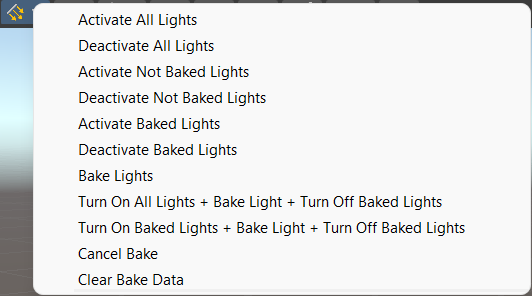 Activate All Lights
Deactivate All Lights
Activate Not Baked Lights
Deactivate Not Baked Lights
Activate Baked Lights
Deactivate Baked Lights
Bake Lights
Turn On All Lights + Bake Light + Turn Off Baked Lights
Turn On Baked Lights + Bake Light + Turn Off Baked Lights
Cancel Bake
Clear Bake Data